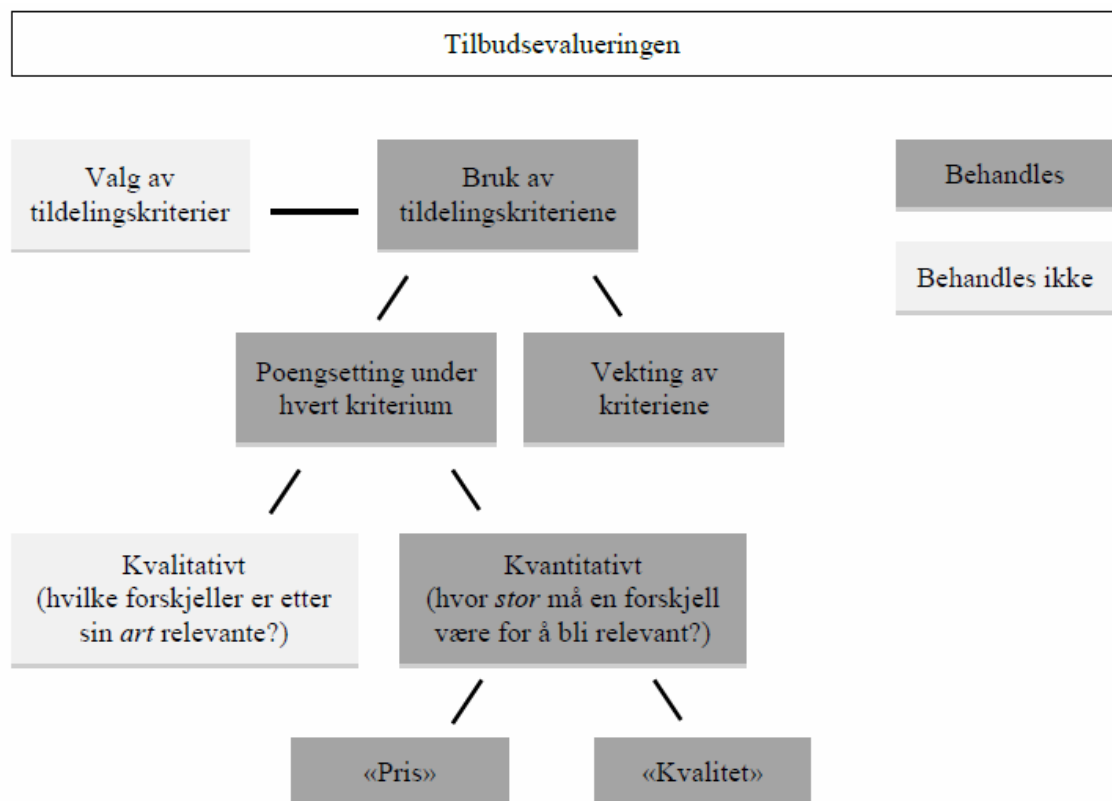 Tilbudsevalueringen
Valg av
tildelingskriterier
Bruk av
tildelingskriteriene
Behandles
Behandles ikke
Poengsetting under
hvert kriterium
Vekting av
kriteriene
Kvalitativt
(hvilke forskjeller er etter
sin art relevante?)
Kvantitativt
(hvor stor må en forskjell
være for å bli relevant?)
«Pris»
«Kvalitet»